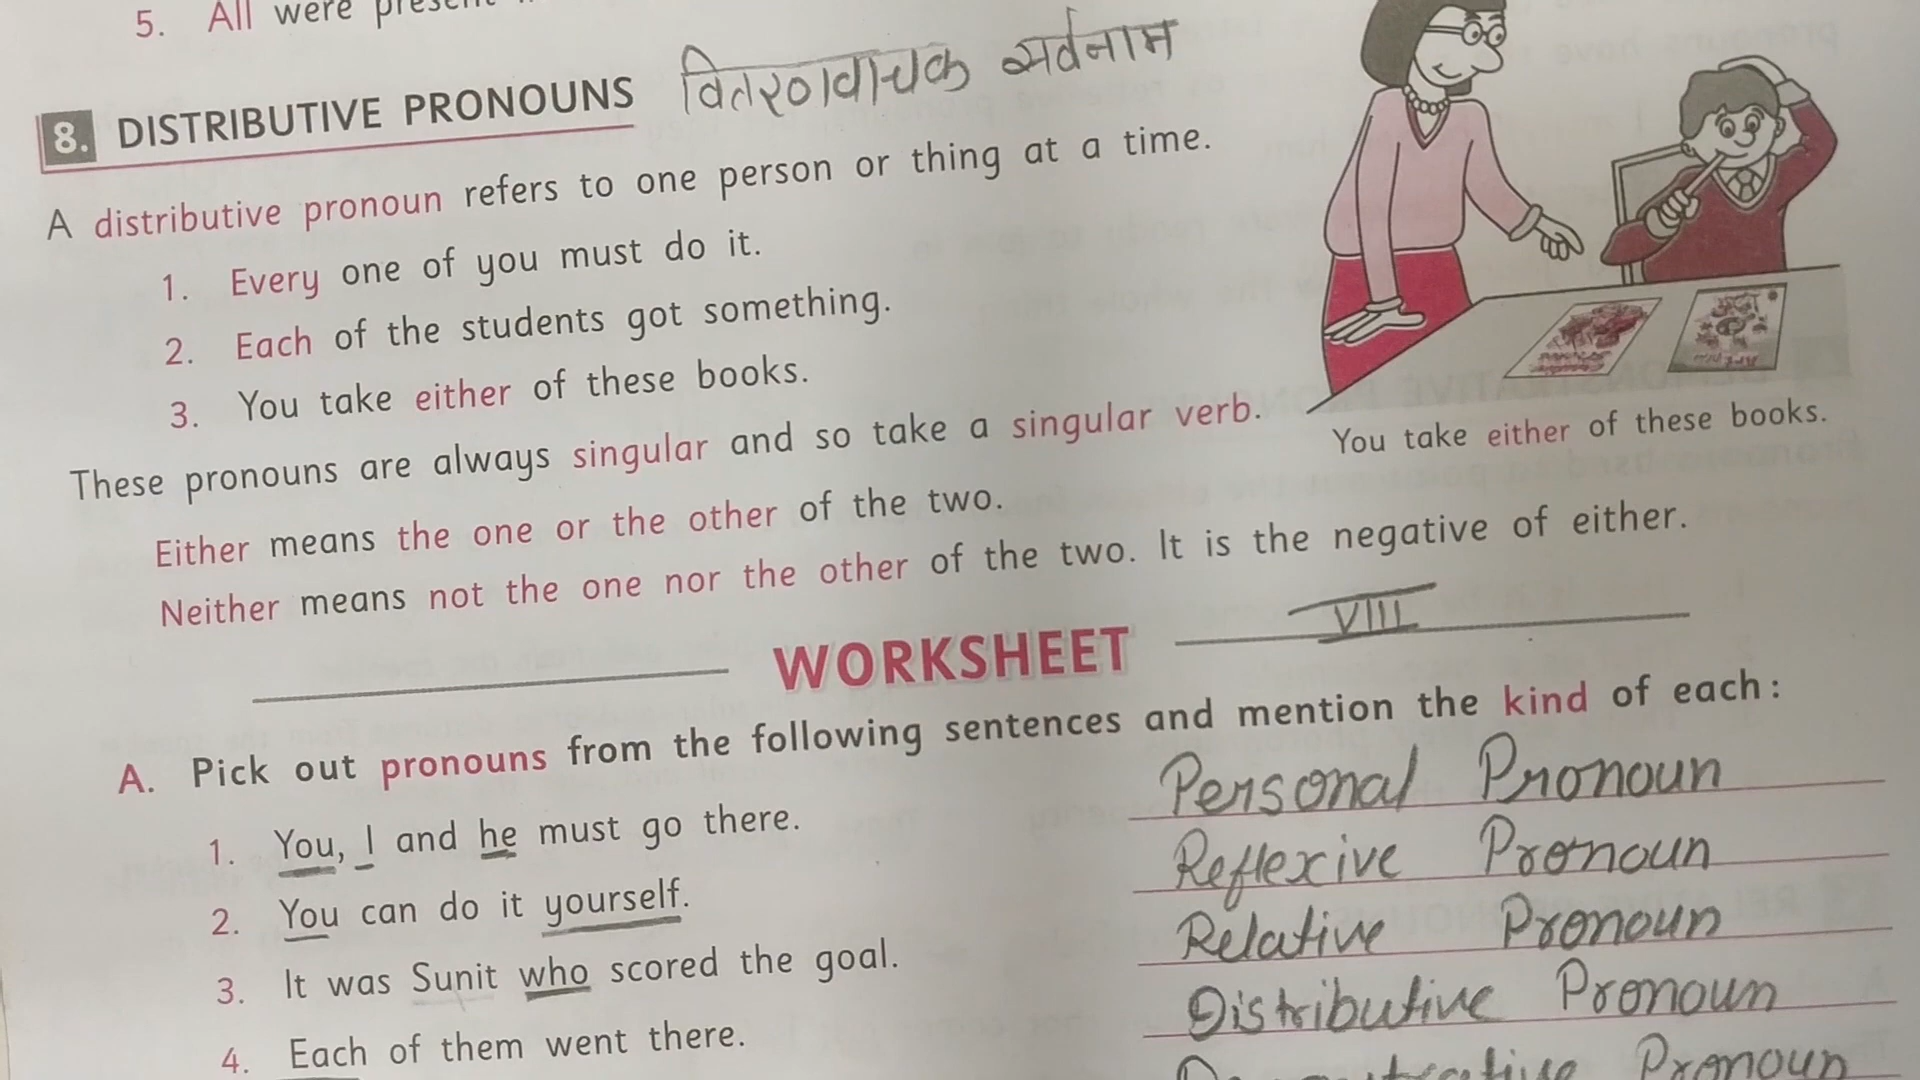 5. All were present
8. DISTRIBUTIVE PRONOUNS वितरणवाचक सर्वनाम
A distributive pronoun refers to one person or thing at a time.
1. Every one of you must do it.
2. Each of the students got something.
3. You take either of these books.
These pronouns are always singular and so take a singular verb.
You take either of these books.
Either means the one or the other of the two.
Neither means not the one nor the other of the two. It is the negative of either.
WORKSHEET VIII
A. Pick out pronouns from the following sentences and mention the kind of each:
1. You, I and he must go there. Personal Pronoun
2. You can do it yourself. Reflexive Pronoun
3. It was Sunit who scored the goal. Relative Pronoun
4. Each of them went there. Distributive Pronoun
Pronoun